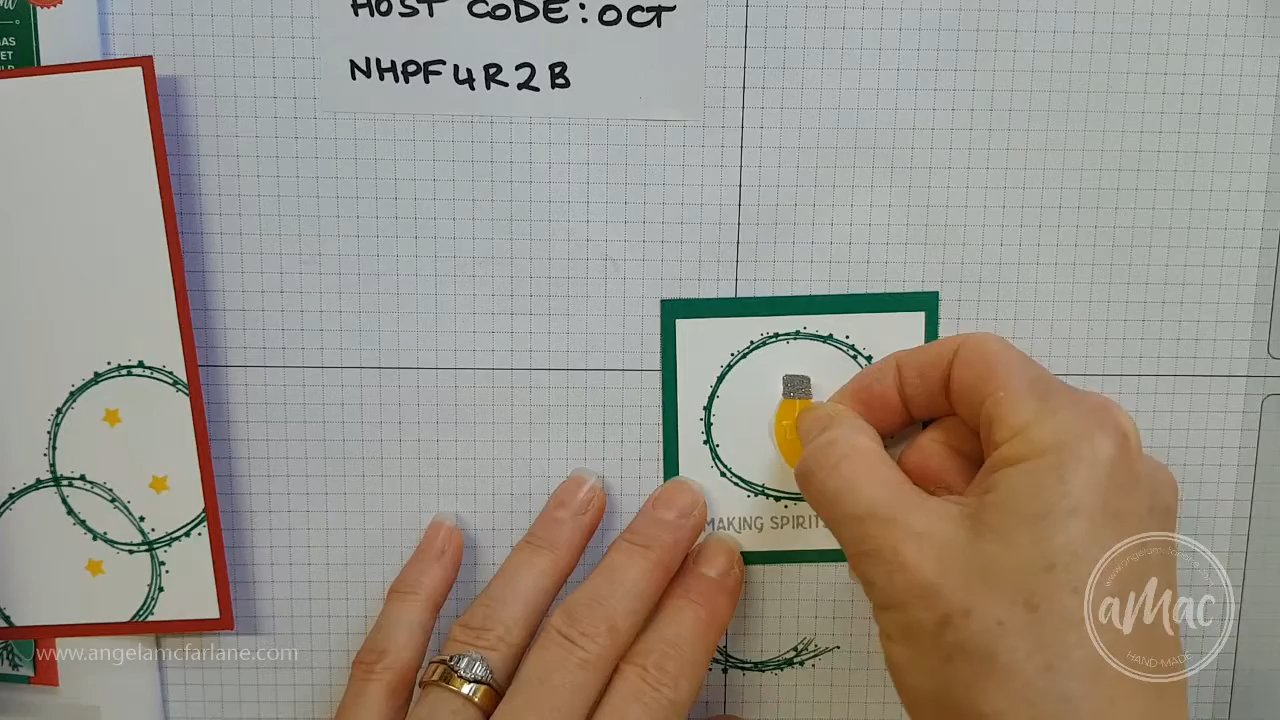 HOST CODE: OCT
NHPF4R2B
MAKING SPIRITS
www.angelamcfarlane.com
aMac
HAND-MADE